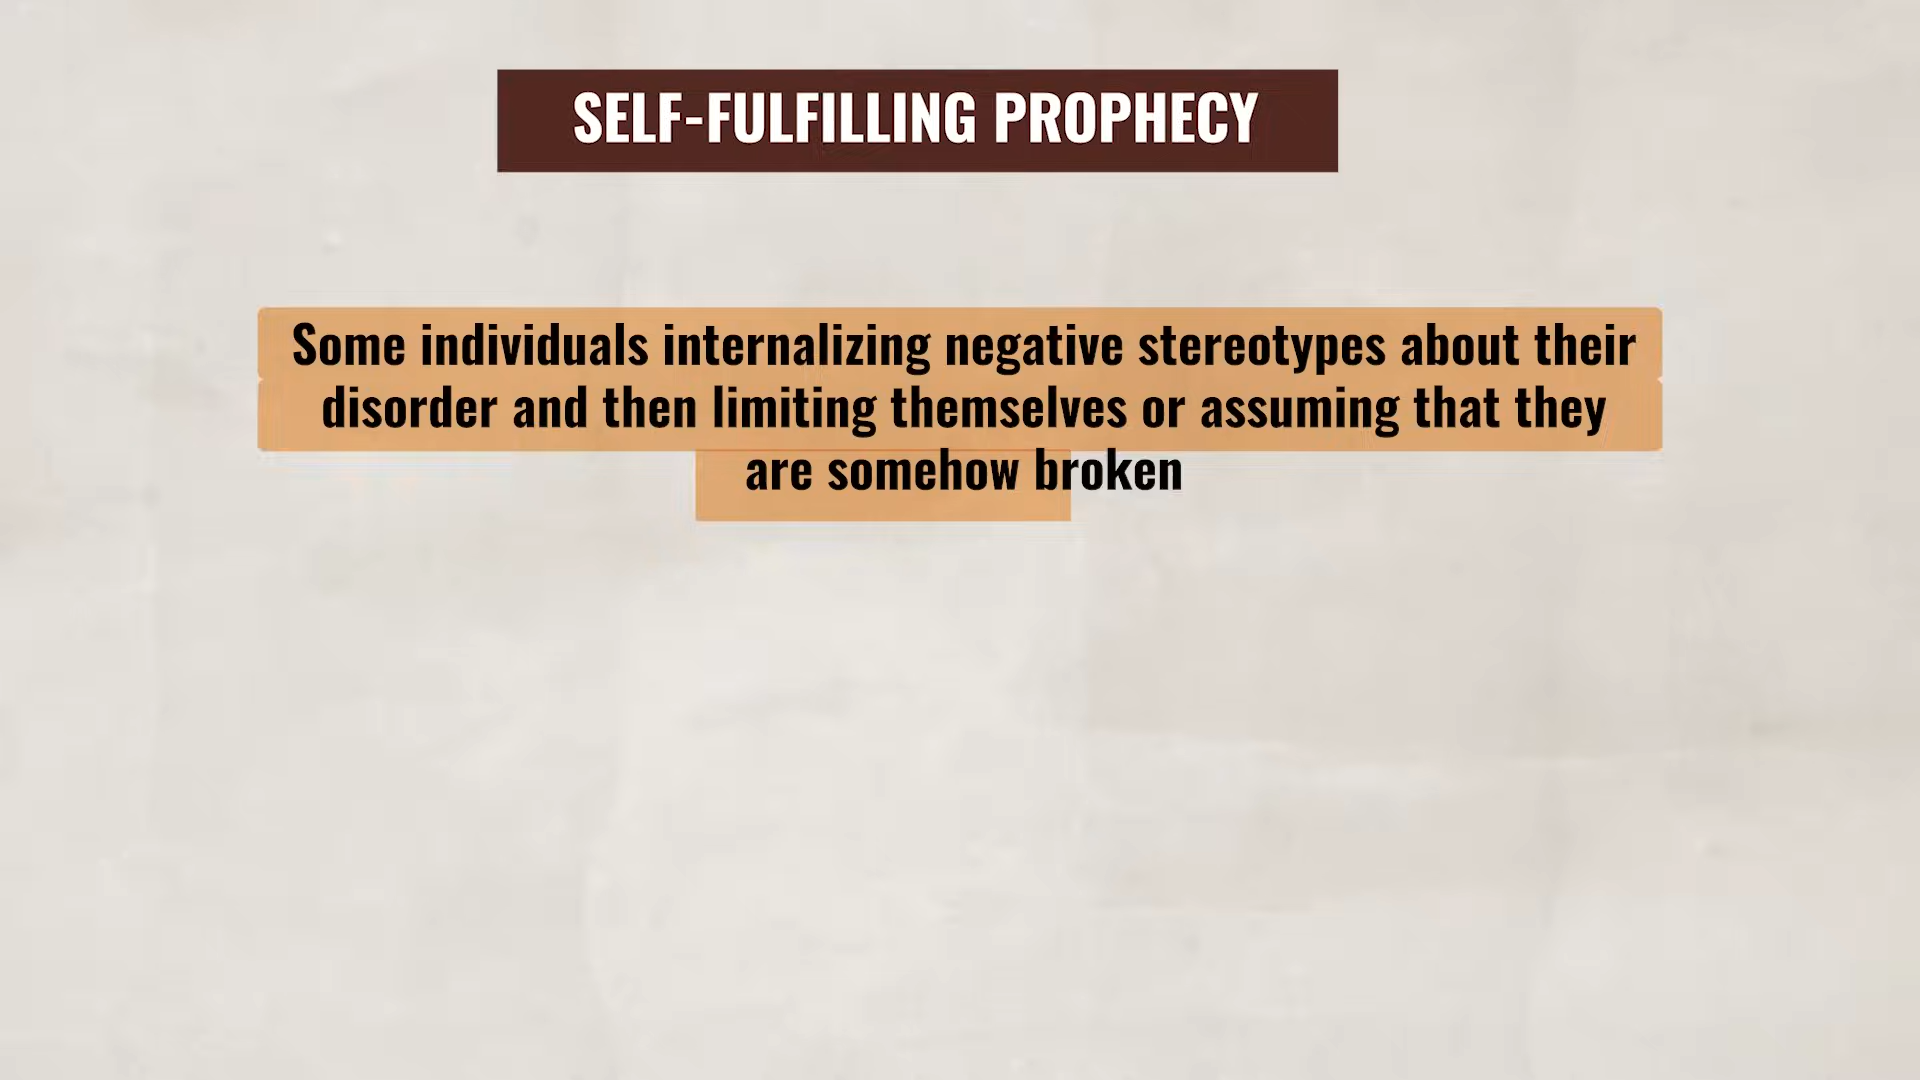 SELF-FULFILLING PROPHECY
Some individuals internalizing negative stereotypes about their
disorder and then limiting themselves or assuming that they
are somehow broken